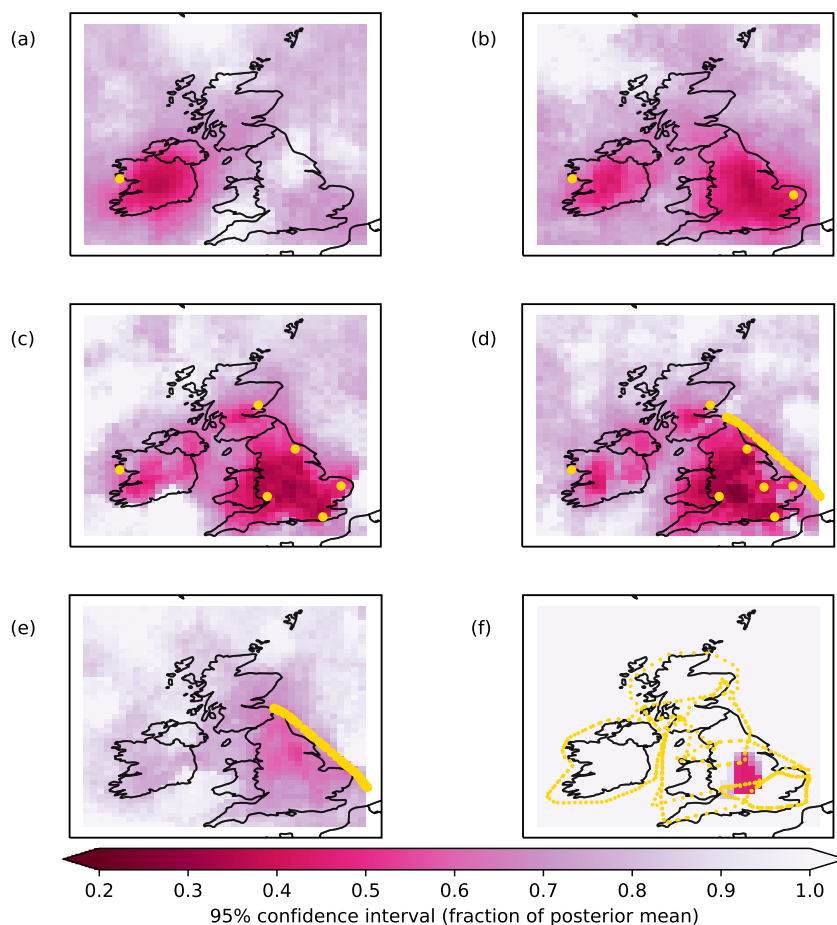 (a)
(b)
(c)
(d)
(e)
(f)
0.2 0.3 0.4 0.5 0.6 0.7 0.8 0.9 1.0
95% confidence interval (fraction of posterior mean)